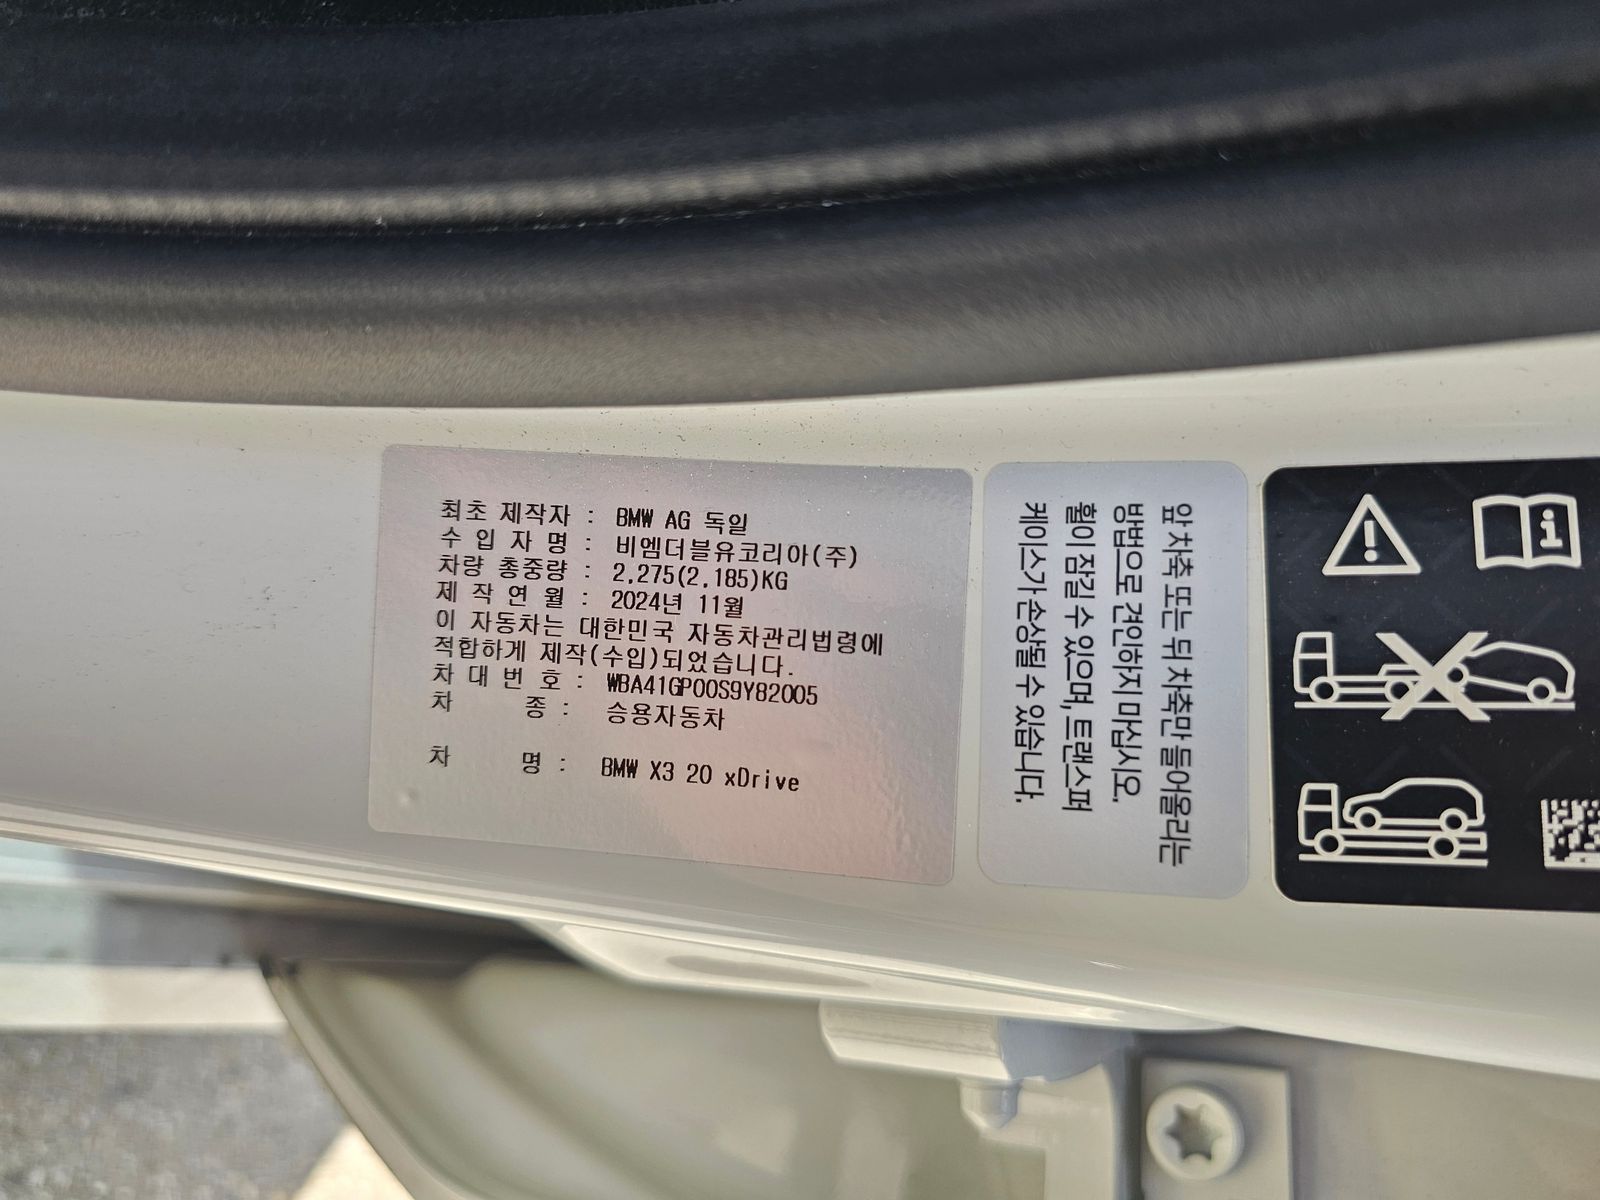 최초 제작자 : BMW AG 독일
수 입 자 명 : 비엠더블유코리아(주)
차량 총중량 : 2,275(2,185)KG
제 작 연 월 : 2024년 11월
이 자동차는 대한민국 자동차관리법령에
적합하게 제작(수입)되었습니다.
차 대 번 호 : WBA41GP00S9Y82005
차 종 : 승용자동차
차 명 : BMW X3 20 xDrive
앞 차축 또는 뒤 차축만 들어올리는
방법으로 견인하지 마십시오.
휠이 잠길 수 있으며, 트랜스퍼
케이스가 손상될 수 있습니다.